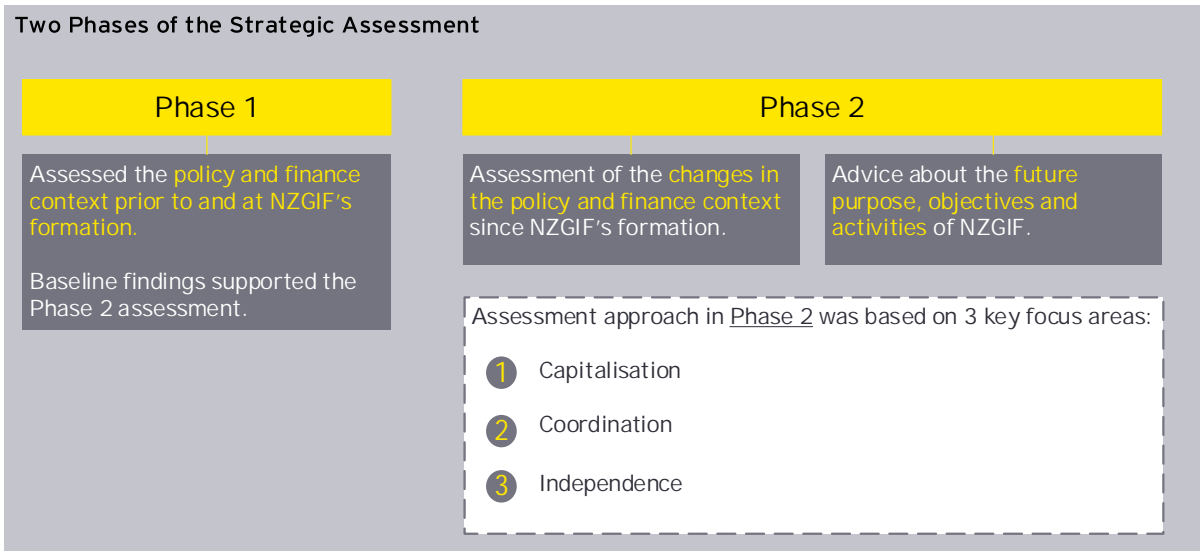 Two Phases of the Strategic Assessment
Phase 1
Assessed the policy and finance
context prior to and at NZGIF's
formation.
Baseline findings supported the
Phase 2 assessment.
Phase 2
Assessment of the changes in
the policy and finance context
since NZGIF's formation.
Advice about the future
purpose, objectives and
activities of NZGIF.
Assessment approach in Phase 2 was based on 3 key focus areas:
1 Capitalisation
2 Coordination
3 Independence